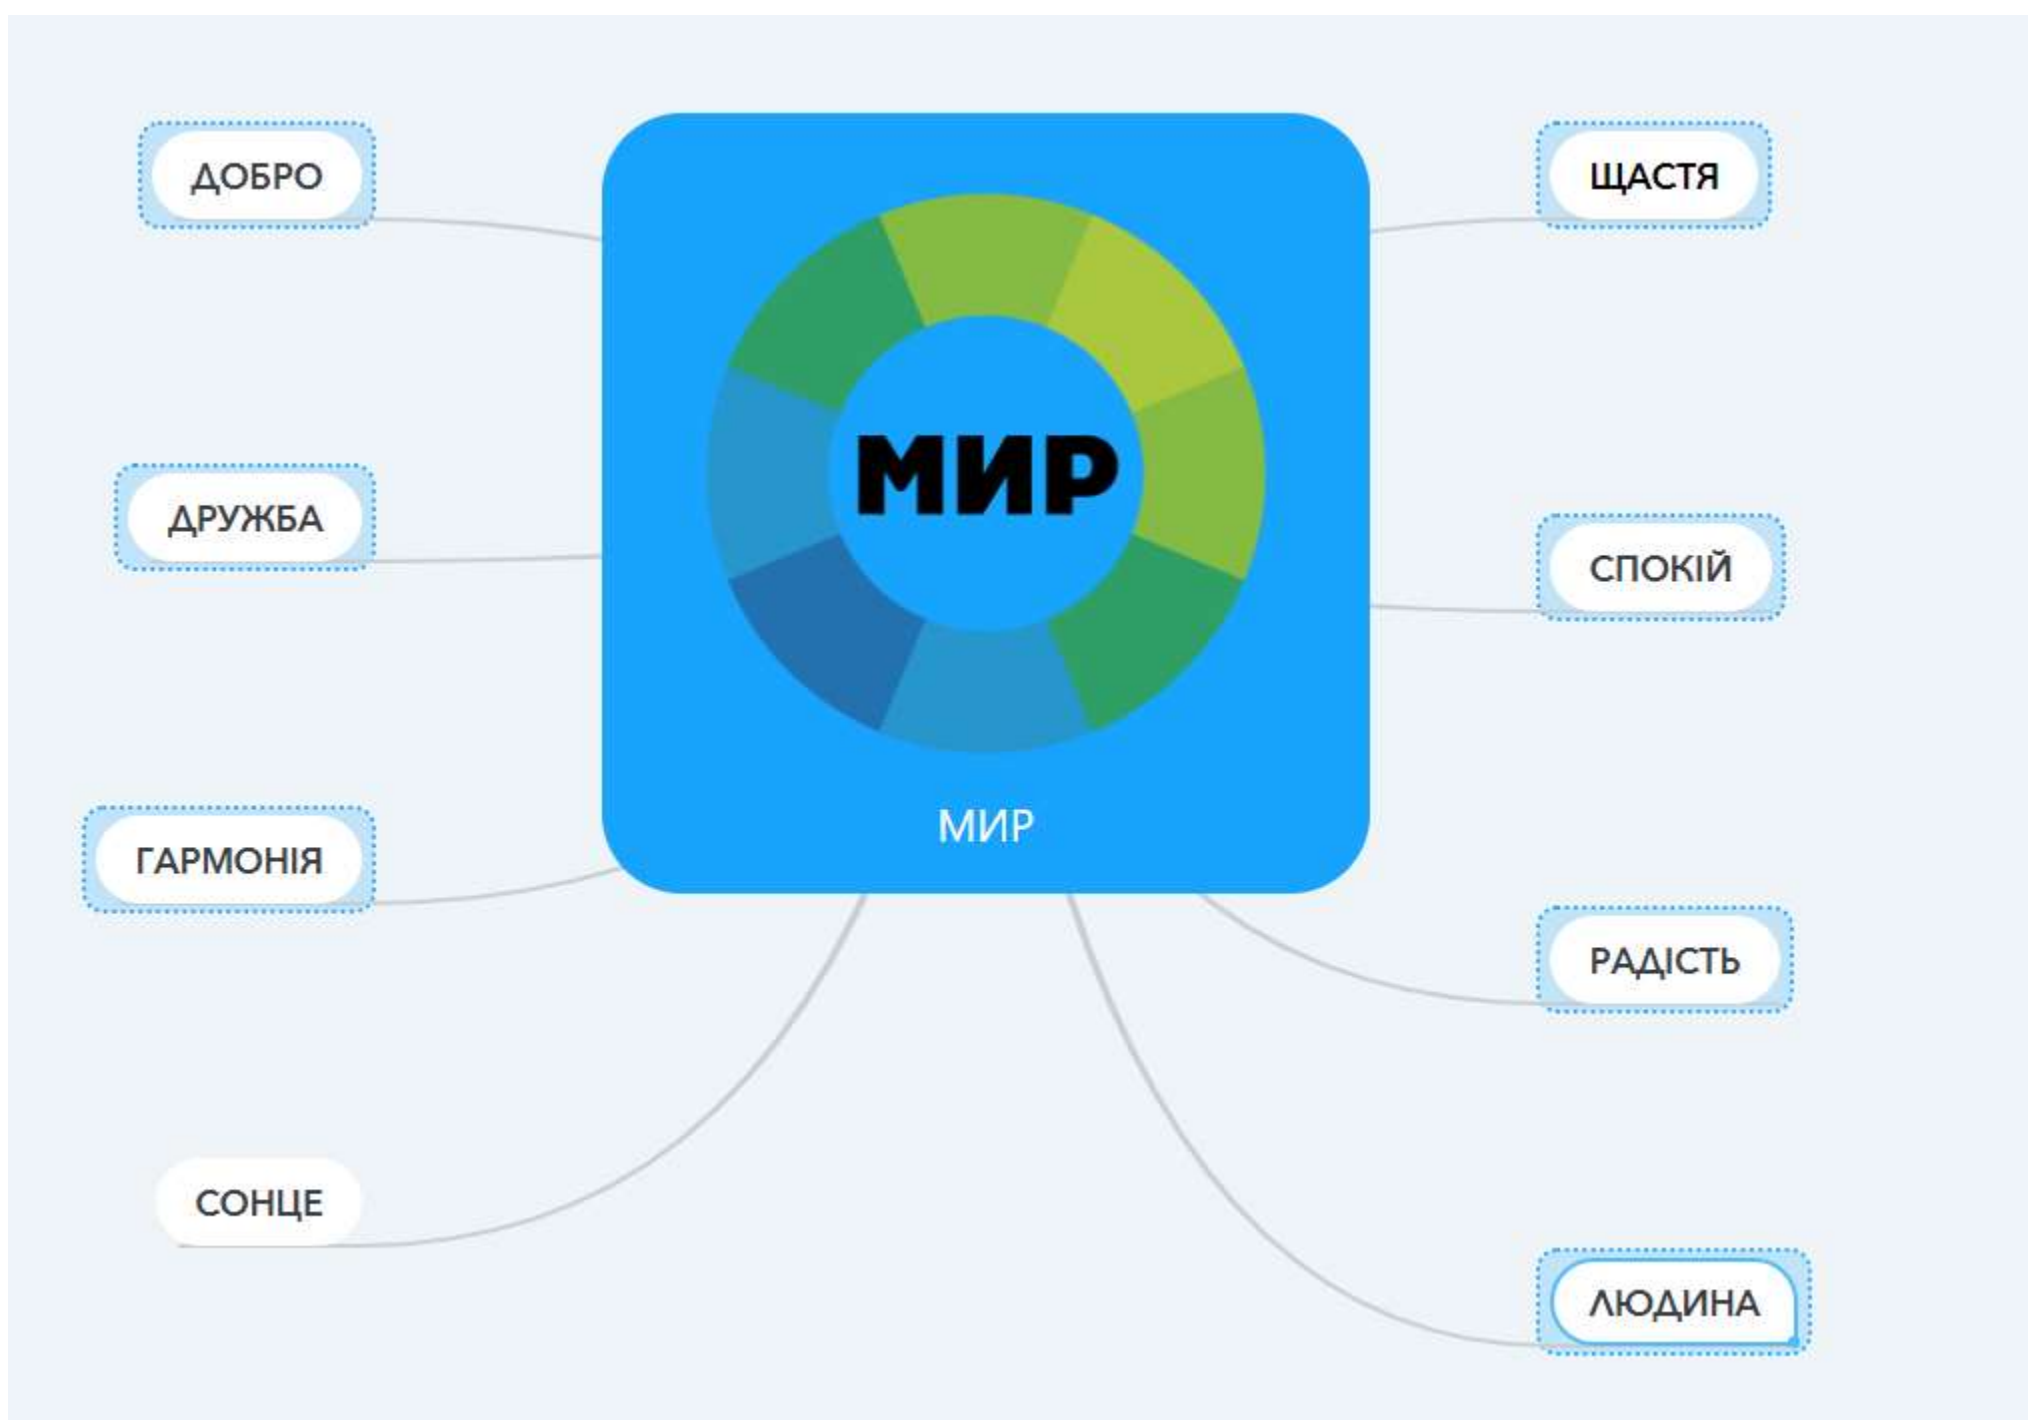 ДОБРО
ЩАСТЯ
МИР
ДРУЖБА
СПОКІЙ
МИР
ГАРМОНІЯ
РАДІСТЬ
СОНЦЕ
ЛЮДИНА